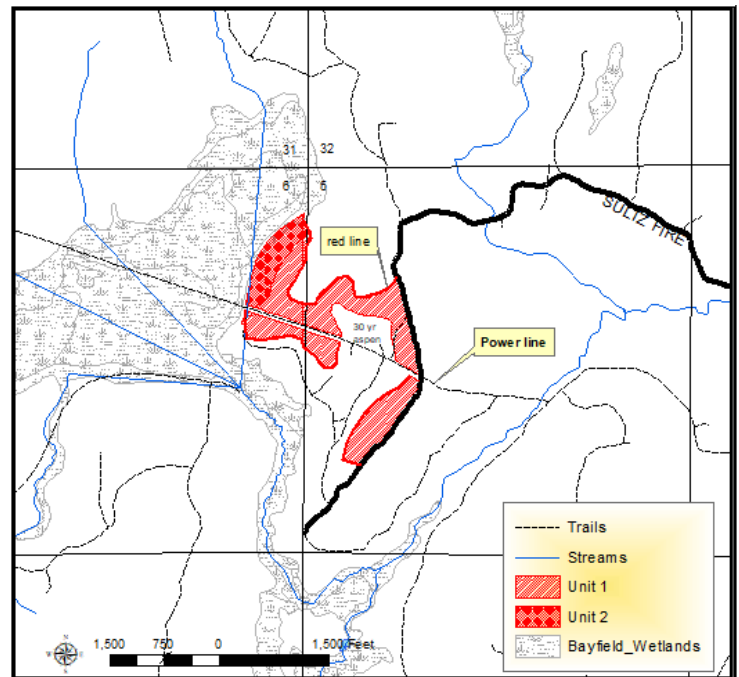 31 32
6 6
SULTZ FIRE
red line
30 yr
aspen
Power line
Trails
Streams
Unit 1
Unit 2
Bayfield_Wetlands
N
W E
S
1,500 750 0 1,500 Feet